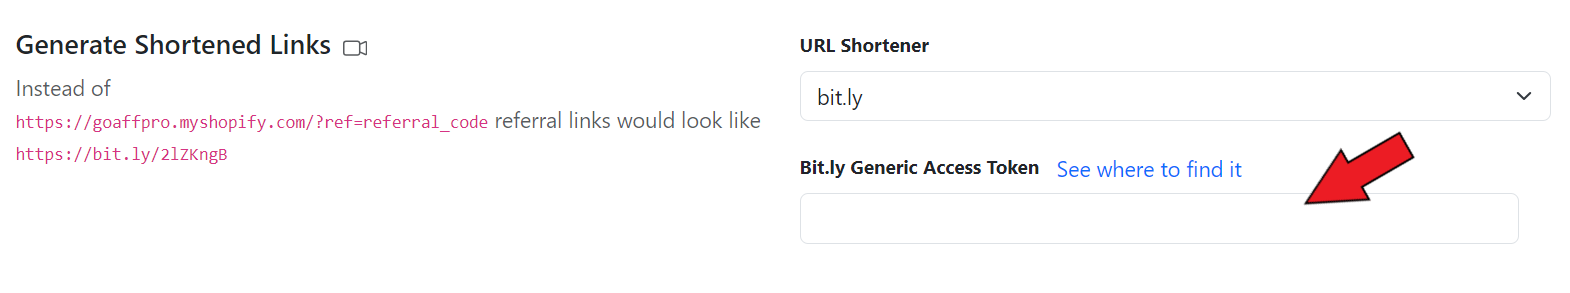 Generate Shortened Links
Instead of
https://goaffpro.myshopify.com/?ref=referral_code referral links would look like
https://bit.ly/2lZKngB
URL Shortener
bit.ly
Bit.ly Generic Access Token See where to find it